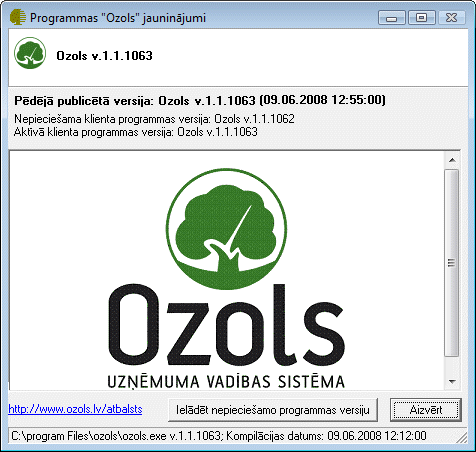 Programmas "Ozols" jauninājumi
Ozols v.1.1.1063
Pēdējā publicētā versija: Ozols v.1.1.1063 (09.06.2008 12:55:00)
Nepieciešama klienta programmas versija: Ozols v.1.1.1062
Aktīvā klienta programmas versija: Ozols v.1.1.1063
Ozols
UZŅĒMUMA VADĪBAS SISTĒMA
http://www.ozols.lv/atbalsts
Ielādēt nepieciešamo programmas versiju
Aizvērt
C:\program Files\ozols\ozols.exe v.1.1.1063; Kompilācijas datums: 09.06.2008 12:12:00